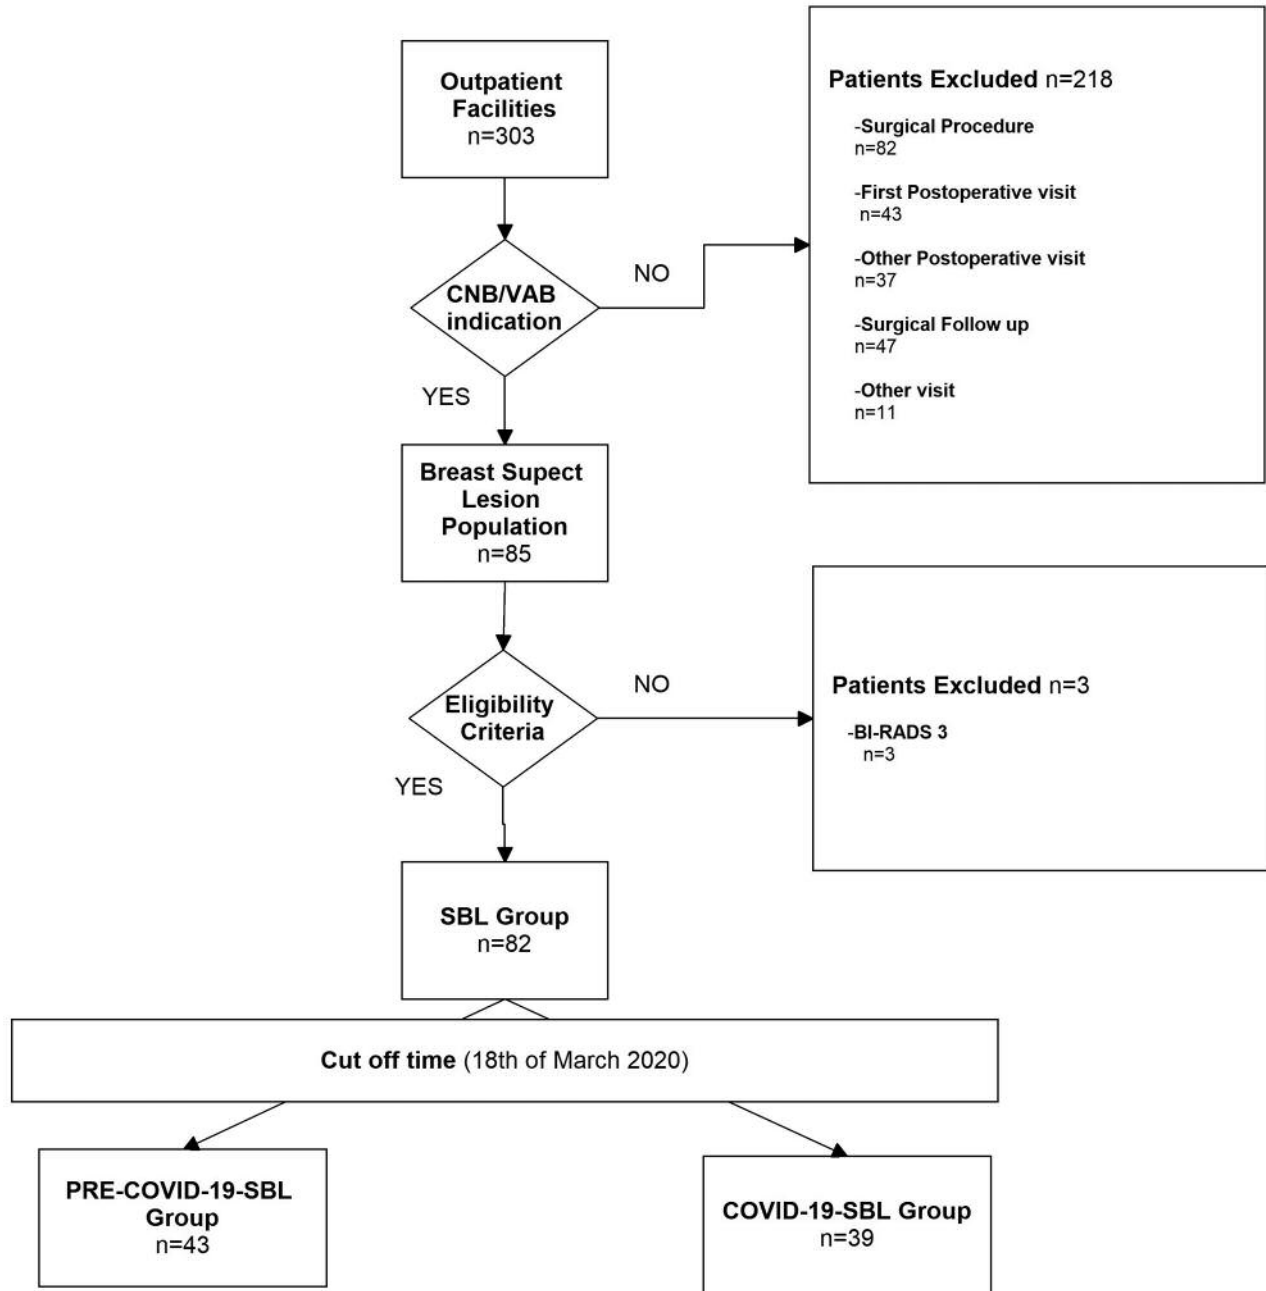 Outpatient
Facilities
n=303
Patients Excluded n=218
-Surgical Procedure
n=82
-First Postoperative visit
n=43
-Other Postoperative visit
n=37
-Surgical Follow up
n=47
-Other visit
n=11
CNB/VAB
indication
NO
YES
Breast Supect
Lesion
Population
n=85
Eligibility
Criteria
NO
Patients Excluded n=3
-BI-RADS 3
n=3
YES
SBL Group
n=82
Cut off time (18th of March 2020)
PRE-COVID-19-SBL
Group
n=43
COVID-19-SBL Group
n=39